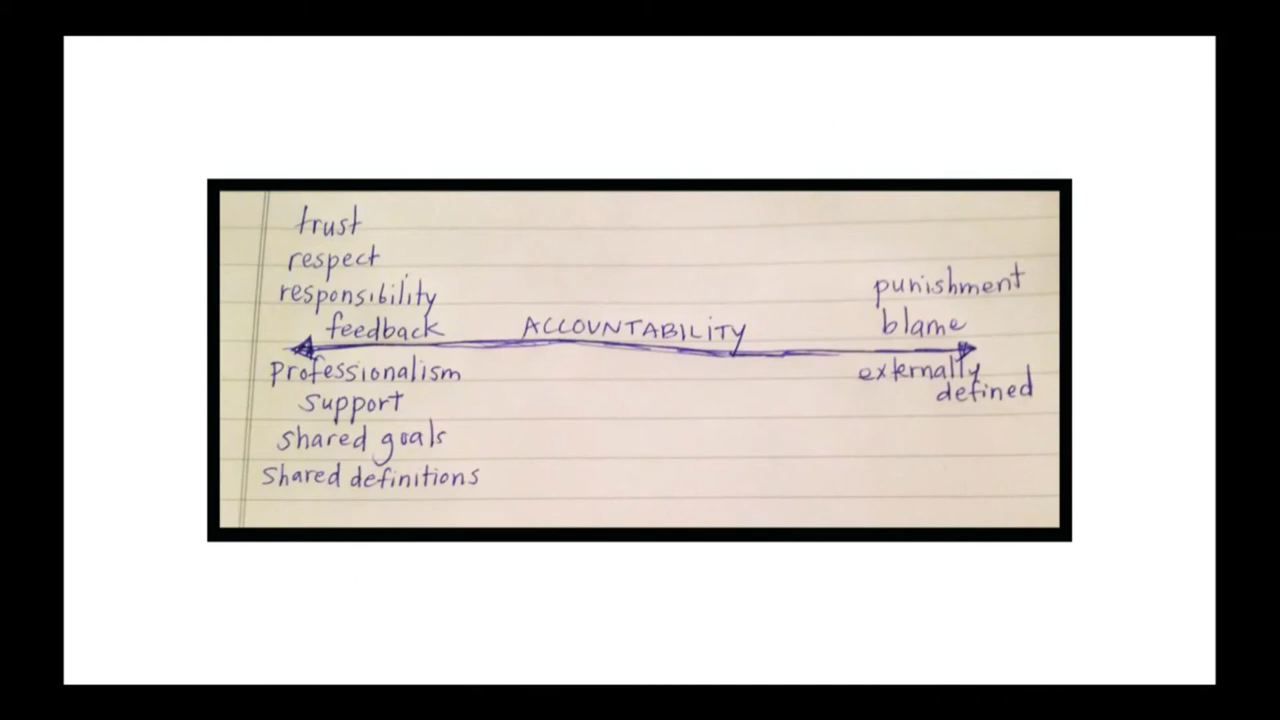 trust
respect
responsibility
feedback
ACCOUNTABILITY
punishment
blame
professionalism
support
shared goals
shared definitions
externally
defined